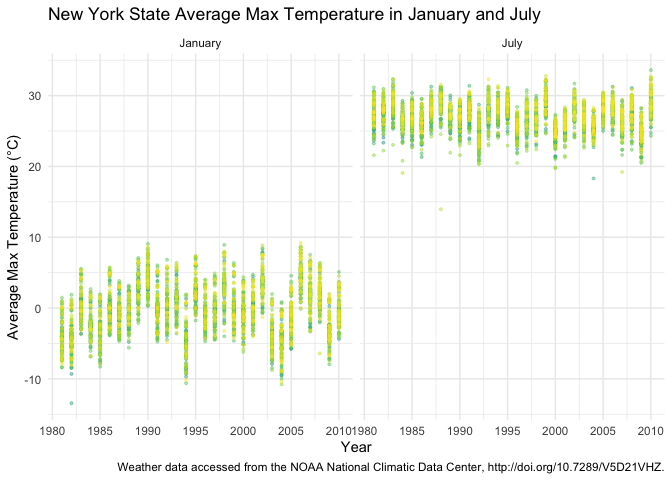 New York State Average Max Temperature in January and July
January July
30
20
10
0
-10
Average Max Temperature (°C)
1980 1985 1990 1995 2000 2005 2010 1980 1985 1990 1995 2000 2005 2010
Year
Weather data accessed from the NOAA National Climatic Data Center, http://doi.org/10.7289/V5D21VHZ.